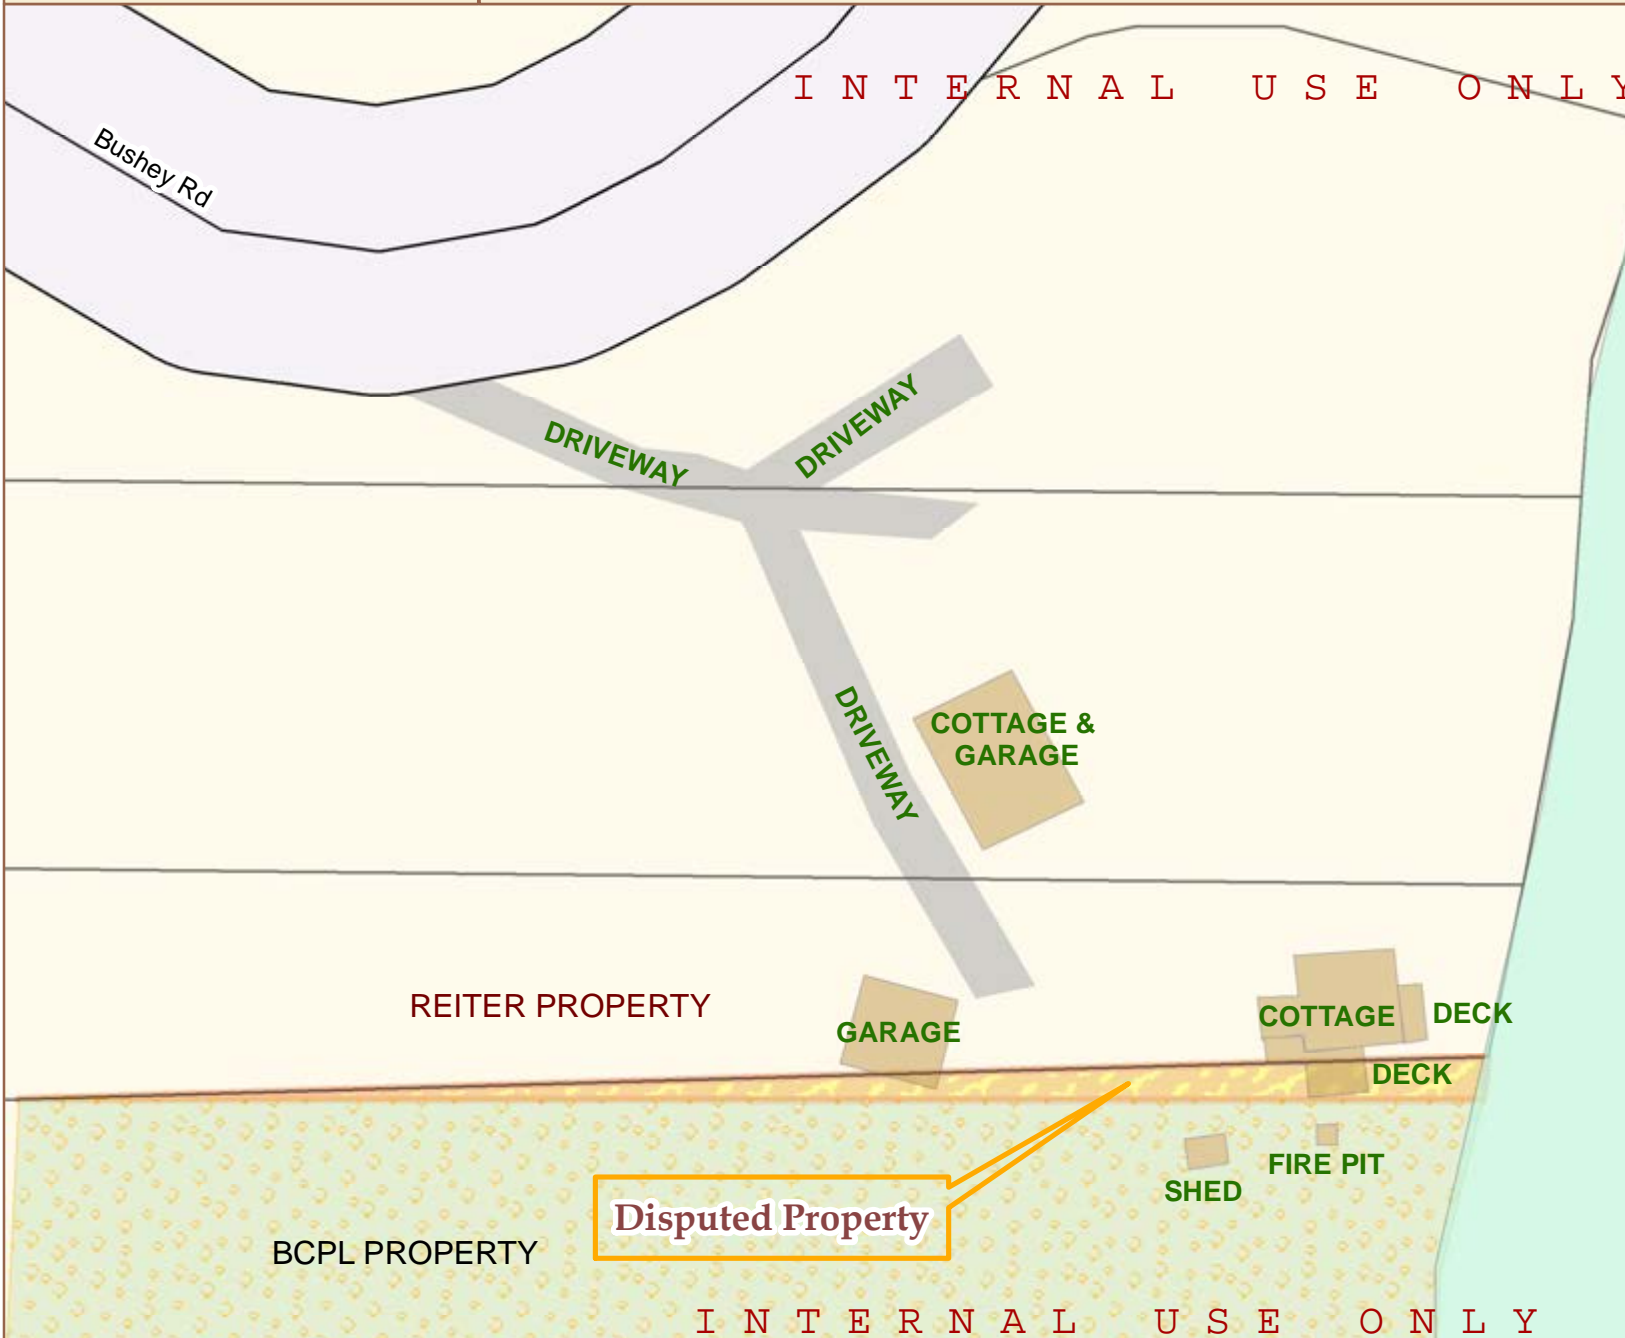 INTERNAL USE ONLY
Bushey Rd
DRIVEWAY
DRIVEWAY
DRIVEWAY
COTTAGE &
GARAGE
REITER PROPERTY
GARAGE
COTTAGE
DECK
DECK
FIRE PIT
SHED
Disputed Property
BCPL PROPERTY
INTERNAL USE ONLY